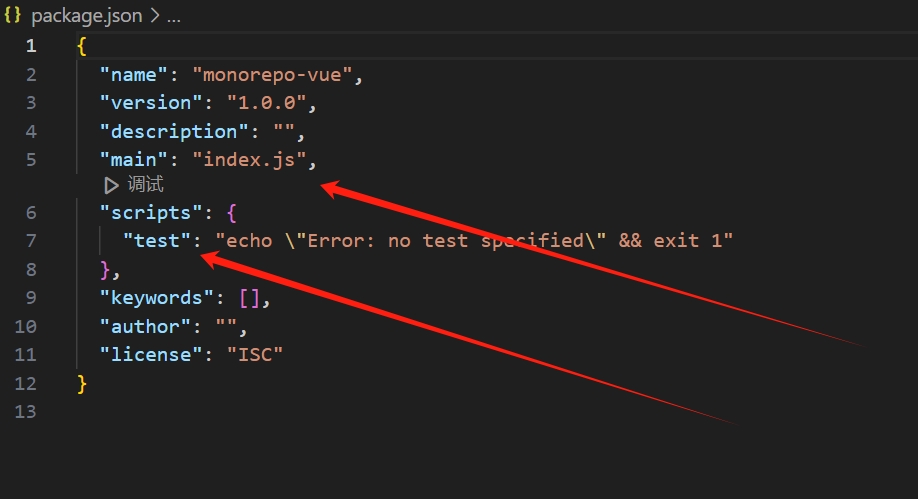 {} package.json > ...
1 {
2 "name": "monorepo-vue",
3 "version": "1.0.0",
4 "description": "",
5 "main": "index.js",
调试
6 "scripts": {
7 "test": "echo \"Error: no test specified\" && exit 1"
8 },
9 "keywords": [],
10 "author": "",
11 "license": "ISC"
12 }
13